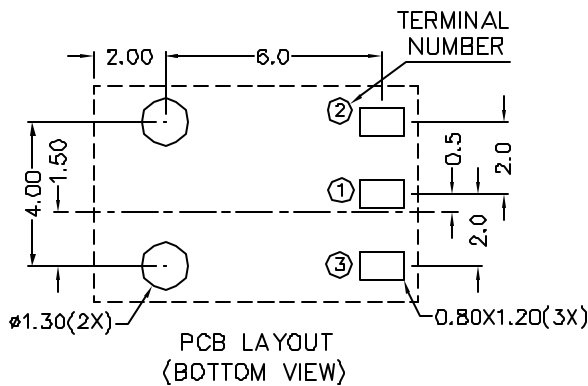 TERMINAL
NUMBER
2.00
6.0
2
4.00
1.50
1
0.5
2.0
2.0
3
ø1.30(2X)
0.80X1.20(3X)
PCB LAYOUT
(BOTTOM VIEW)